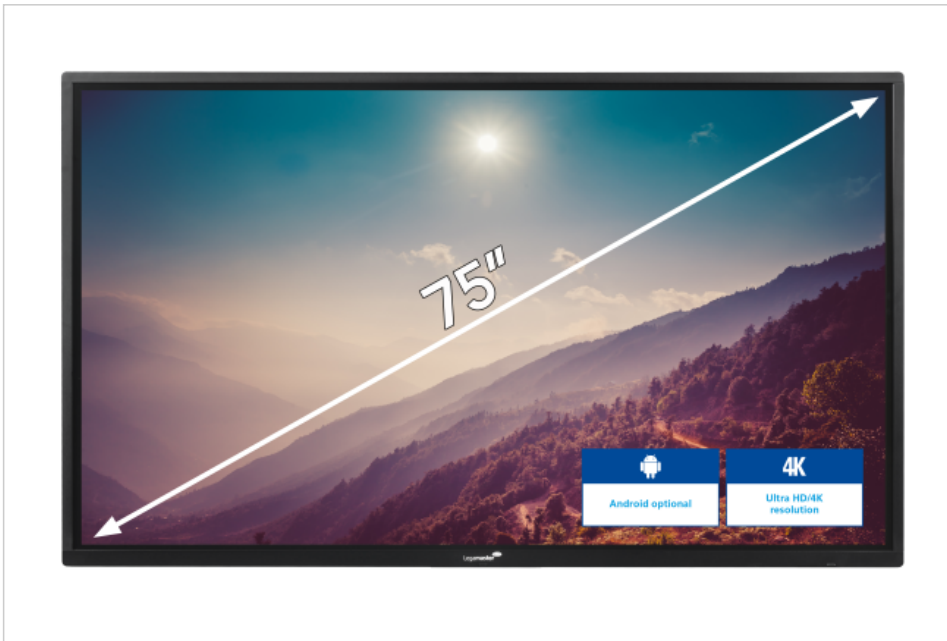 75"
Android optional
4K
Ultra HD/4K
resolution
Legamaster